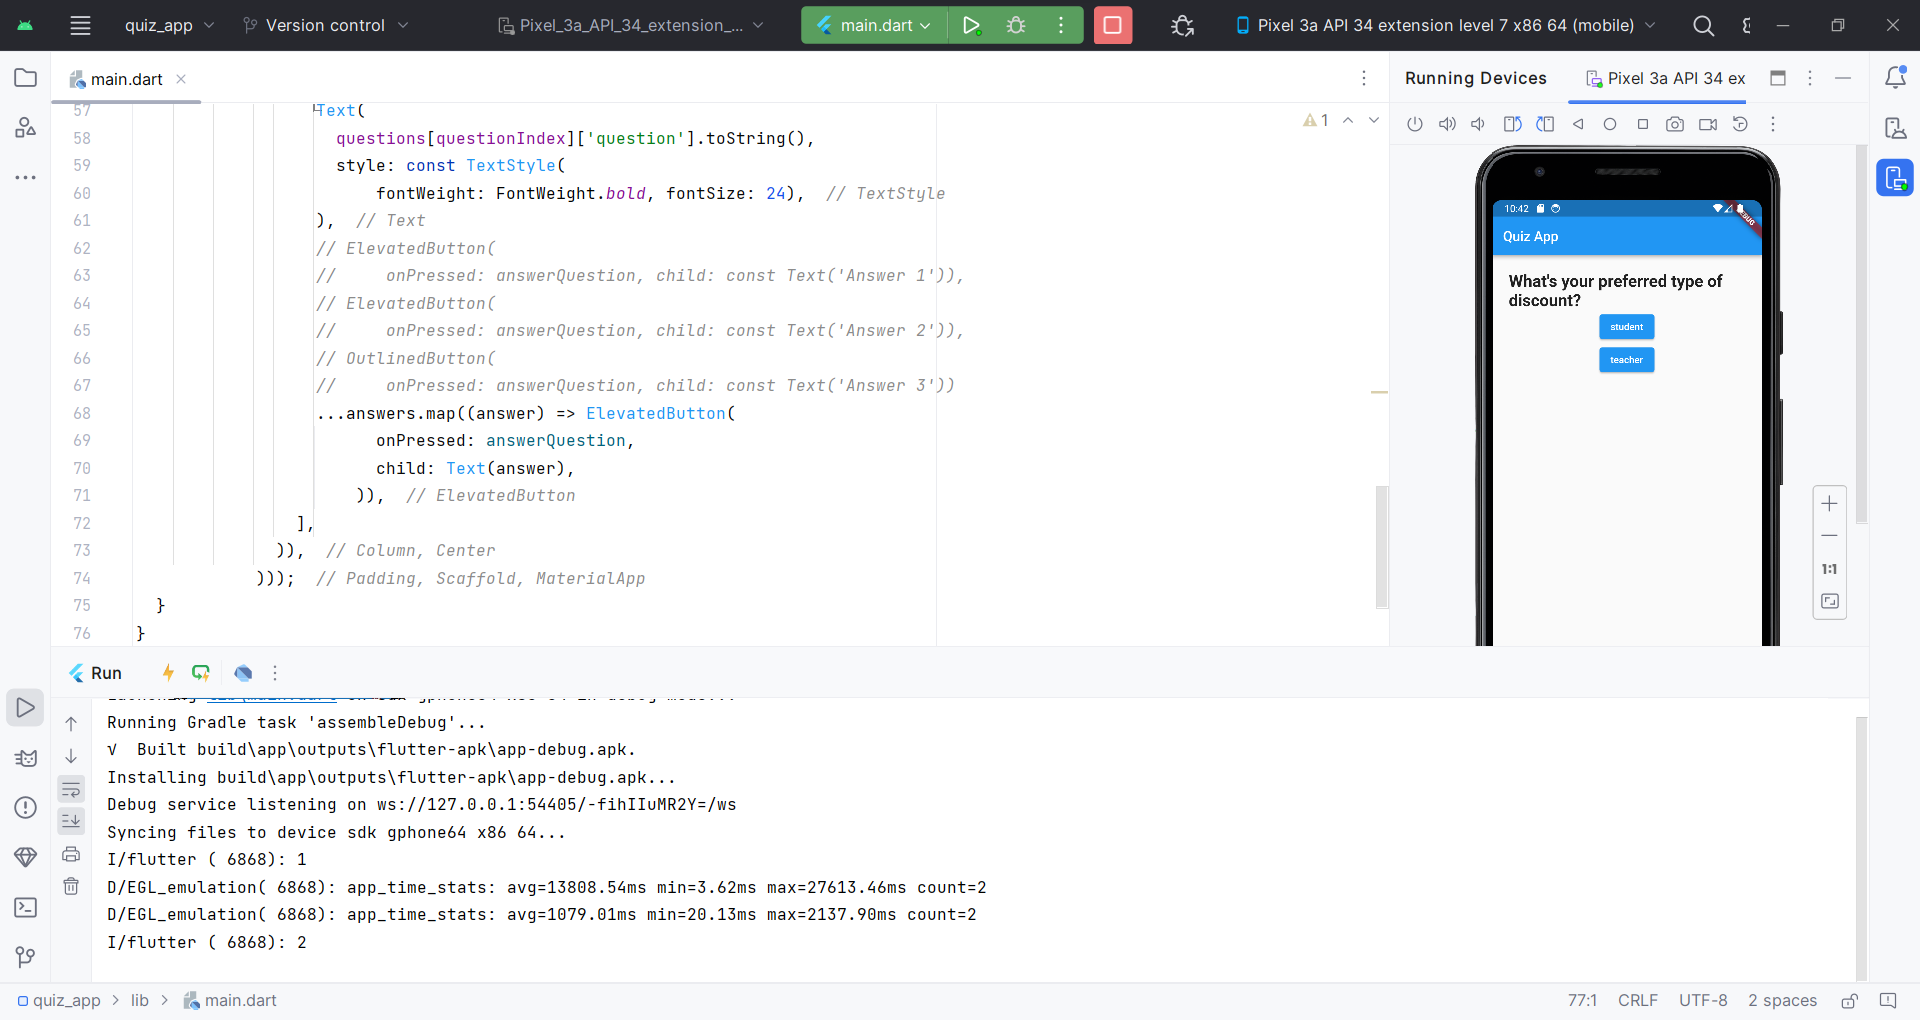 quiz_app
Version control
Pixel_3a_API_34_extension_...
main.dart
Pixel 3a API 34 extension level 7 x86 64 (mobile)
main.dart
Running Devices
Pixel 3a API 34 ex
57 Text(
58 questions[questionIndex]['question'].toString(),
59 style: const TextStyle(
60 fontWeight: FontWeight.bold, fontSize: 24), // TextStyle
61 ), // Text
62 // ElevatedButton(
63 // onPressed: answerQuestion, child: const Text('Answer 1')),
64 // ElevatedButton(
65 // onPressed: answerQuestion, child: const Text('Answer 2')),
66 // OutlinedButton(
67 // onPressed: answerQuestion, child: const Text('Answer 3'))
68 ...answers.map((answer) => ElevatedButton(
69 onPressed: answerQuestion,
70 child: Text(answer),
71 )), // ElevatedButton
72 ],
73 )), // Column, Center
74 ))); // Padding, Scaffold, MaterialApp
75 }
76 }
1
10:42
Quiz App
What's your preferred type of
discount?
student
teacher
1:1
Run
Running Gradle task 'assembleDebug'...
√ Built build\app\outputs\flutter-apk\app-debug.apk.
Installing build\app\outputs\flutter-apk\app-debug.apk...
Debug service listening on ws://127.0.0.1:54405/-fihIIuMR2Y=/ws
Syncing files to device sdk gphone64 x86 64...
I/flutter ( 6868): 1
D/EGL_emulation( 6868): app_time_stats: avg=13808.54ms min=3.62ms max=27613.46ms count=2
D/EGL_emulation( 6868): app_time_stats: avg=1079.01ms min=20.13ms max=2137.90ms count=2
I/flutter ( 6868): 2
quiz_app > lib > main.dart
77:1 CRLF UTF-8 2 spaces